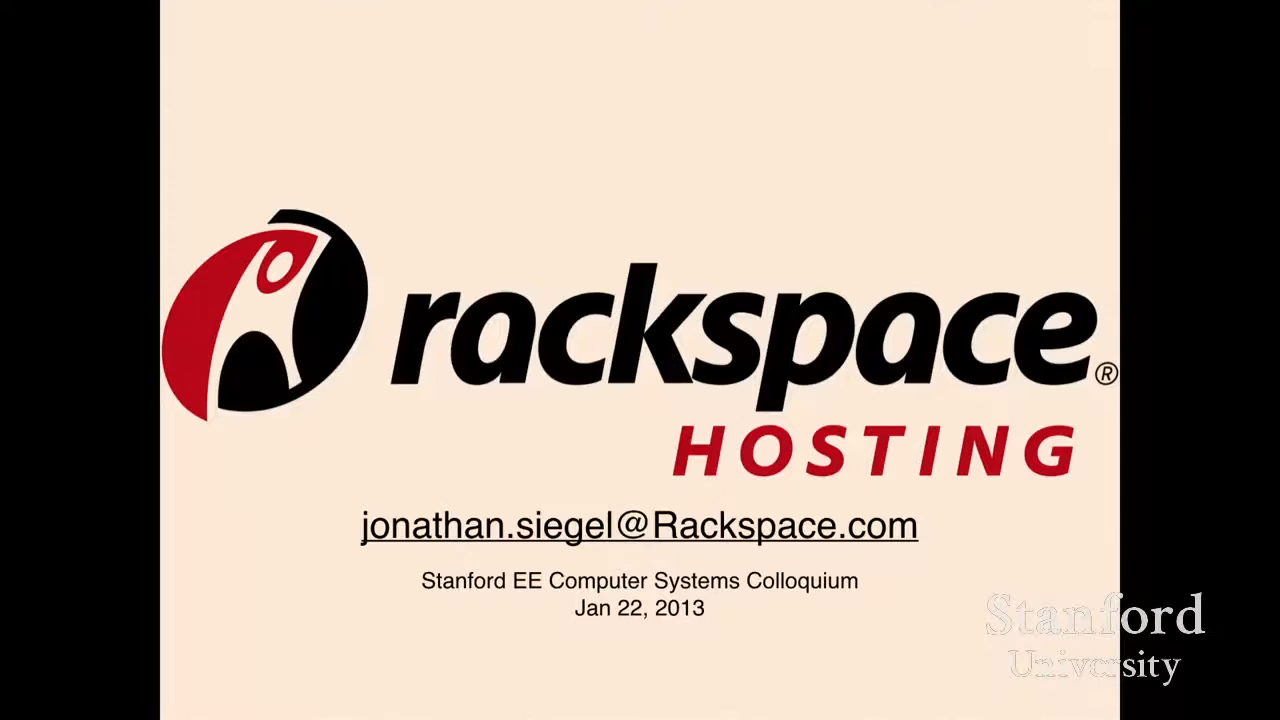 rackspace®
HOSTING
jonathan.siegel@Rackspace.com
Stanford EE Computer Systems Colloquium
Jan 22, 2013
Stanford
University